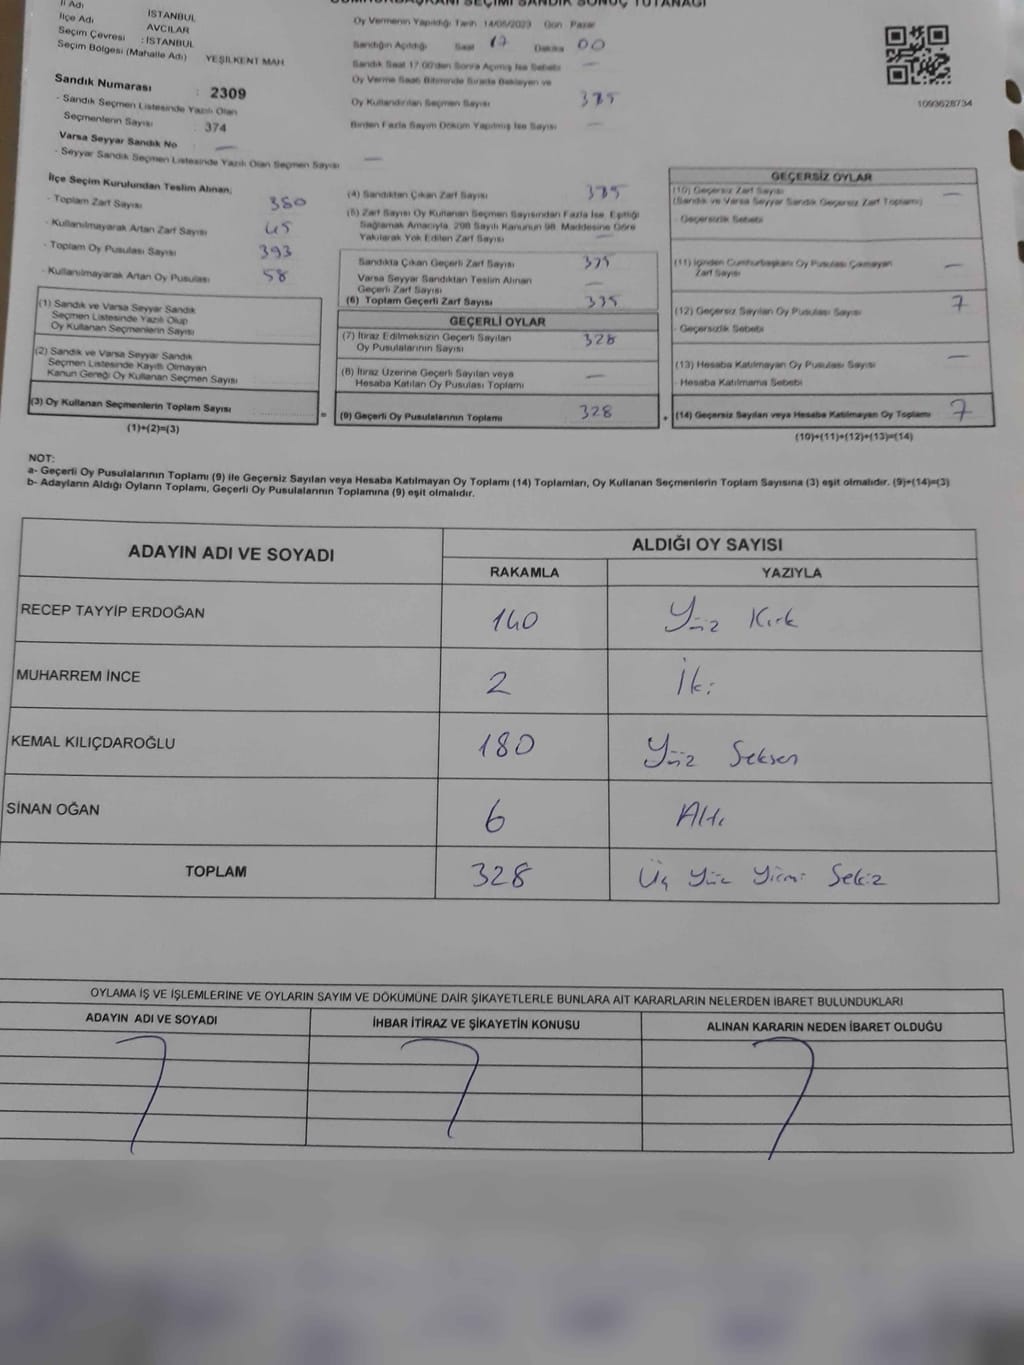 CUMHURBAŞKANI SEÇİMİ SANDIK SONUÇ TUTANAĞI
İl Adı
İSTANBUL
İlçe Adı
AVCILAR
Seçim Çevresi : İSTANBUL
Seçim Bölgesi (Mahalle Adı) YEŞİLKENT MAH
Sandık Numarası : 2309
- Sandık Seçmen Listesinde Yazılı Olan
Seçmenlerin Sayısı : 374
Varsa Seyyar Sandık No : —
- Seyyar Sandık Seçmen Listesinde Yazılı Olan Seçmen Sayısı —
Oy Vermenin Yapıldığı Tarih 14/05/2023 Gün Pazar
Sandığın Açıldığı Saat 17 Dakika 00
Sandık Saat 17:00'den Sonra Açılmış İse Sebebi —
Oy Verme Saati Bitiminde Sırada Bekleyen ve
Oy Kullandırılan Seçmen Sayısı 335
Birden Fazla Sayım Döküm Yapılmış İse Sayısı —
1093628734
İlçe Seçim Kurulundan Teslim Alınan;
- Toplam Zarf Sayısı 380
- Kullanılmayarak Artan Zarf Sayısı 45
- Toplam Oy Pusulası Sayısı 393
- Kullanılmayarak Artan Oy Pusulası 58
(1) Sandık ve Varsa Seyyar Sandık
Seçmen Listesinde Yazılı Olup
Oy Kullanan Seçmenlerin Sayısı
(2) Sandık ve Varsa Seyyar Sandık
Seçmen Listesinde Kayıtlı Olmayan
Kanun Gereği Oy Kullanan Seçmen Sayısı
(3) Oy Kullanan Seçmenlerin Toplam Sayısı =
(1)+(2)=(3)
(4) Sandıktan Çıkan Zarf Sayısı 335
(5) Zarf Sayısı Oy Kullanan Seçmen Sayısından Fazla İse, Eşitliği
Sağlamak Amacıyla, 298 Sayılı Kanunun 98. Maddesine Göre
Yakılarak Yok Edilen Zarf Sayısı —
Sandıkta Çıkan Geçerli Zarf Sayısı 335
Varsa Seyyar Sandıktan Teslim Alınan
Geçerli Zarf Sayısı —
(6) Toplam Geçerli Zarf Sayısı 335
GEÇERLİ OYLAR
(7) İtiraz Edilmeksizin Geçerli Sayılan
Oy Pusulalarının Sayısı 328
(8) İtiraz Üzerine Geçerli Sayılan veya
Hesaba Katılan Oy Pusulası Toplamı —
(9) Geçerli Oy Pusulalarının Toplamı 328 +
GEÇERSİZ OYLAR
(10) Geçersiz Zarf Sayısı —
(Sandık ve Varsa Seyyar Sandık Geçersiz Zarf Toplamı)
- Geçersizlik Sebebi
(11) İçinden Cumhurbaşkanı Oy Pusulası Çıkmayan
Zarf Sayısı —
(12) Geçersiz Sayılan Oy Pusulası Sayısı 7
- Geçersizlik Sebebi
(13) Hesaba Katılmayan Oy Pusulası Sayısı —
- Hesaba Katılmama Sebebi
(14) Geçersiz Sayılan veya Hesaba Katılmayan Oy Toplamı 7
(10)+(11)+(12)+(13)=(14)
NOT:
a- Geçerli Oy Pusulalarının Toplamı (9) ile Geçersiz Sayılan veya Hesaba Katılmayan Oy Toplamı (14) Toplamları, Oy Kullanan Seçmenlerin Toplam Sayısına (3) eşit olmalıdır. (9)+(14)=(3)
b- Adayların Aldığı Oyların Toplamı, Geçerli Oy Pusulalarının Toplamına (9) eşit olmalıdır.
ADAYIN ADI VE SOYADI ALDIĞI OY SAYISI
RAKAMLA YAZIYLA
RECEP TAYYİP ERDOĞAN 140 Yüz Kırk
MUHARREM İNCE 2 İki
KEMAL KILIÇDAROĞLU 180 Yüz Seksen
SİNAN OĞAN 6 Altı
TOPLAM 328 Üç Yüz Yirmi Sekiz
OYLAMA İŞ VE İŞLEMLERİNE VE OYLARIN SAYIM VE DÖKÜMÜNE DAİR ŞİKAYETLERLE BUNLARA AİT KARARLARIN NELERDEN İBARET BULUNDUKLARI
ADAYIN ADI VE SOYADI İHBAR İTİRAZ VE ŞİKAYETİN KONUSU ALINAN KARARIN NEDEN İBARET OLDUĞU